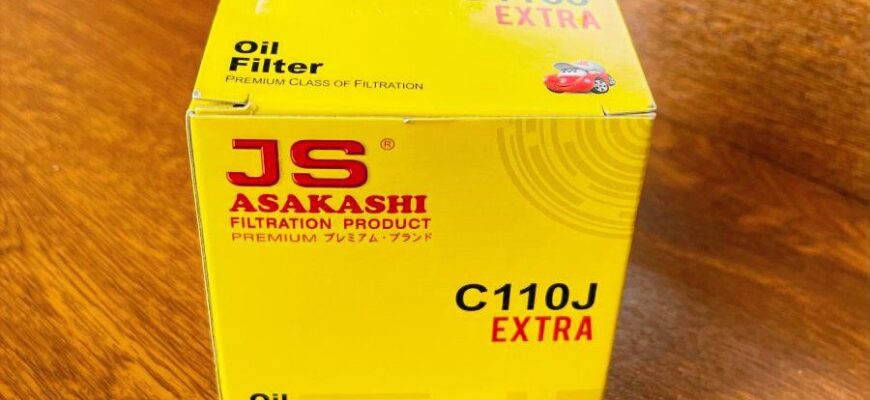 EXTRA
Oil
Filter
PREMIUM CLASS OF FILTRATION
JS®
ASAKASHI
FILTRATION PRODUCT
PREMIUM プレミアム・ブランド
C110J
EXTRA
Oil